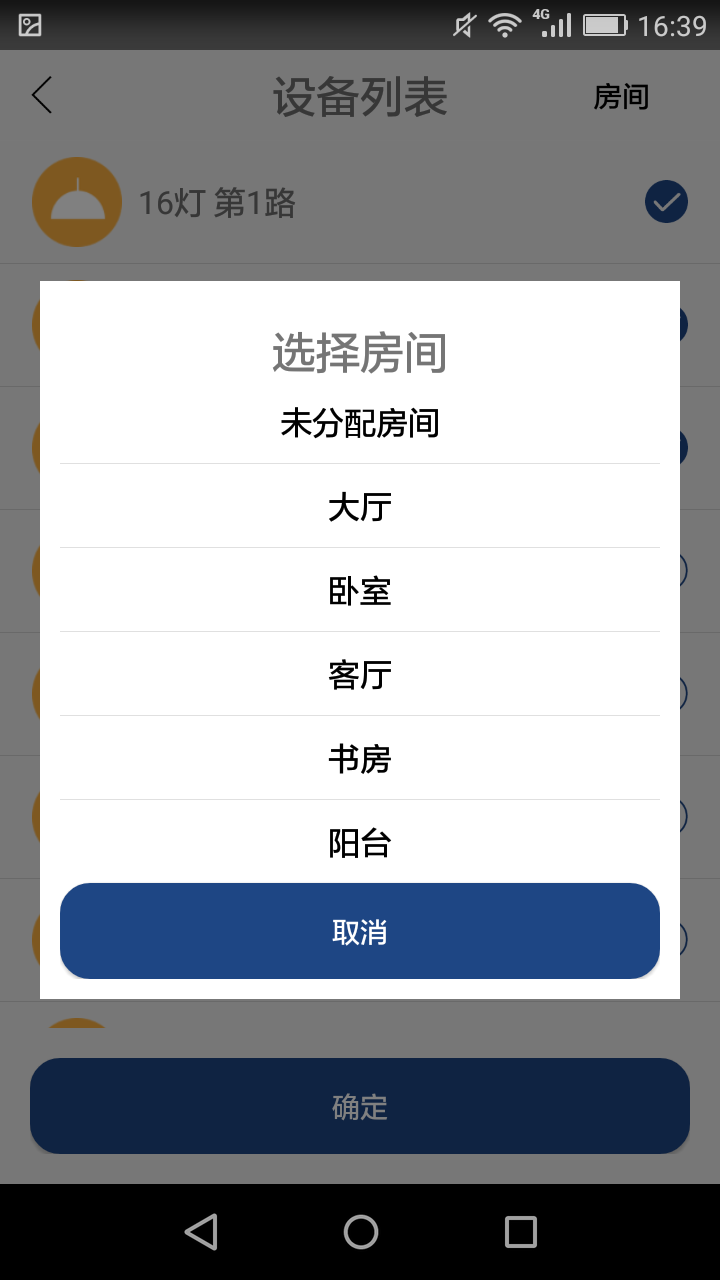 4G 16:39
设备列表 房间
16灯 第1路
选择房间
未分配房间
大厅
卧室
客厅
书房
阳台
取消
确定